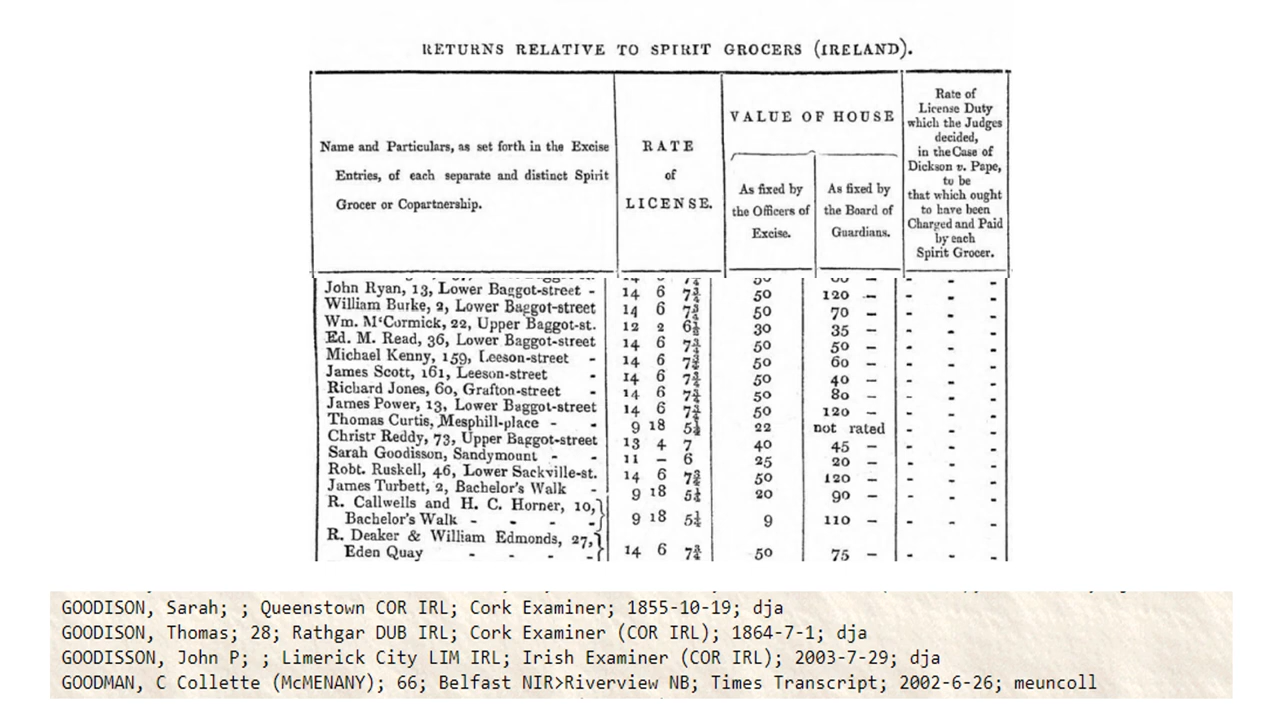 RETURNS RELATIVE TO SPIRIT GROCERS (IRELAND).
Name and Particulars, as set forth in the Excise
Entries, of each separate and distinct Spirit
Grocer or Copartnership.
RATE
of
LICENSE.
VALUE OF HOUSE
As fixed by
the Officers of
Excise.
As fixed by
the Board of
Guardians.
Rate of
License Duty
which the Judges
decided,
in the Case of
Dickson v. Pape,
to be
that which ought
to have been
Charged and Paid
by each
Spirit Grocer.
John Ryan, 13, Lower Baggot-street - 14 6 7¾ 50 120 - - - -
William Burke, 2, Lower Baggot-street 14 6 7¾ 50 70 - - - -
Wm. M'Cormick, 22, Upper Baggot-st. 12 2 6½ 30 35 - - - -
Ed. M. Read, 36, Lower Baggot-street 14 6 7¾ 50 50 - - - -
Michael Kenny, 159, Leeson-street - 14 6 7¾ 50 60 - - - -
James Scott, 161, Leeson-street - 14 6 7¾ 50 40 - - - -
Richard Jones, 60, Grafton-street - 14 6 7¾ 50 80 - - - -
James Power, 13, Lower Baggot-street 14 6 7¾ 50 120 - - - -
Thomas Curtis, Mesphill-place - - 9 18 5¼ 22 not rated - - -
Christr Reddy, 73, Upper Baggot-street 13 4 7 40 45 - - - -
Sarah Goodisson, Sandymount - - 11 – 6 25 20 - - - -
Robt. Ruskell, 46, Lower Sackville-st. 14 6 7¾ 50 120 - - - -
James Turbett, 2, Bachelor's Walk - 9 18 5¼ 20 90 - - - -
R. Callwells and H. C. Horner, 10,
Bachelor's Walk - - - - 9 18 5¼ 9 110 - - - -
R. Deaker & William Edmonds, 27,
Eden Quay - - - - 14 6 7¾ 50 75 - - - -
GOODISON, Sarah; ; Queenstown COR IRL; Cork Examiner; 1855-10-19; dja
GOODISON, Thomas; 28; Rathgar DUB IRL; Cork Examiner (COR IRL); 1864-7-1; dja
GOODISSON, John P; ; Limerick City LIM IRL; Irish Examiner (COR IRL); 2003-7-29; dja
GOODMAN, C Collette (McMENANY); 66; Belfast NIR>Riverview NB; Times Transcript; 2002-6-26; meuncoll